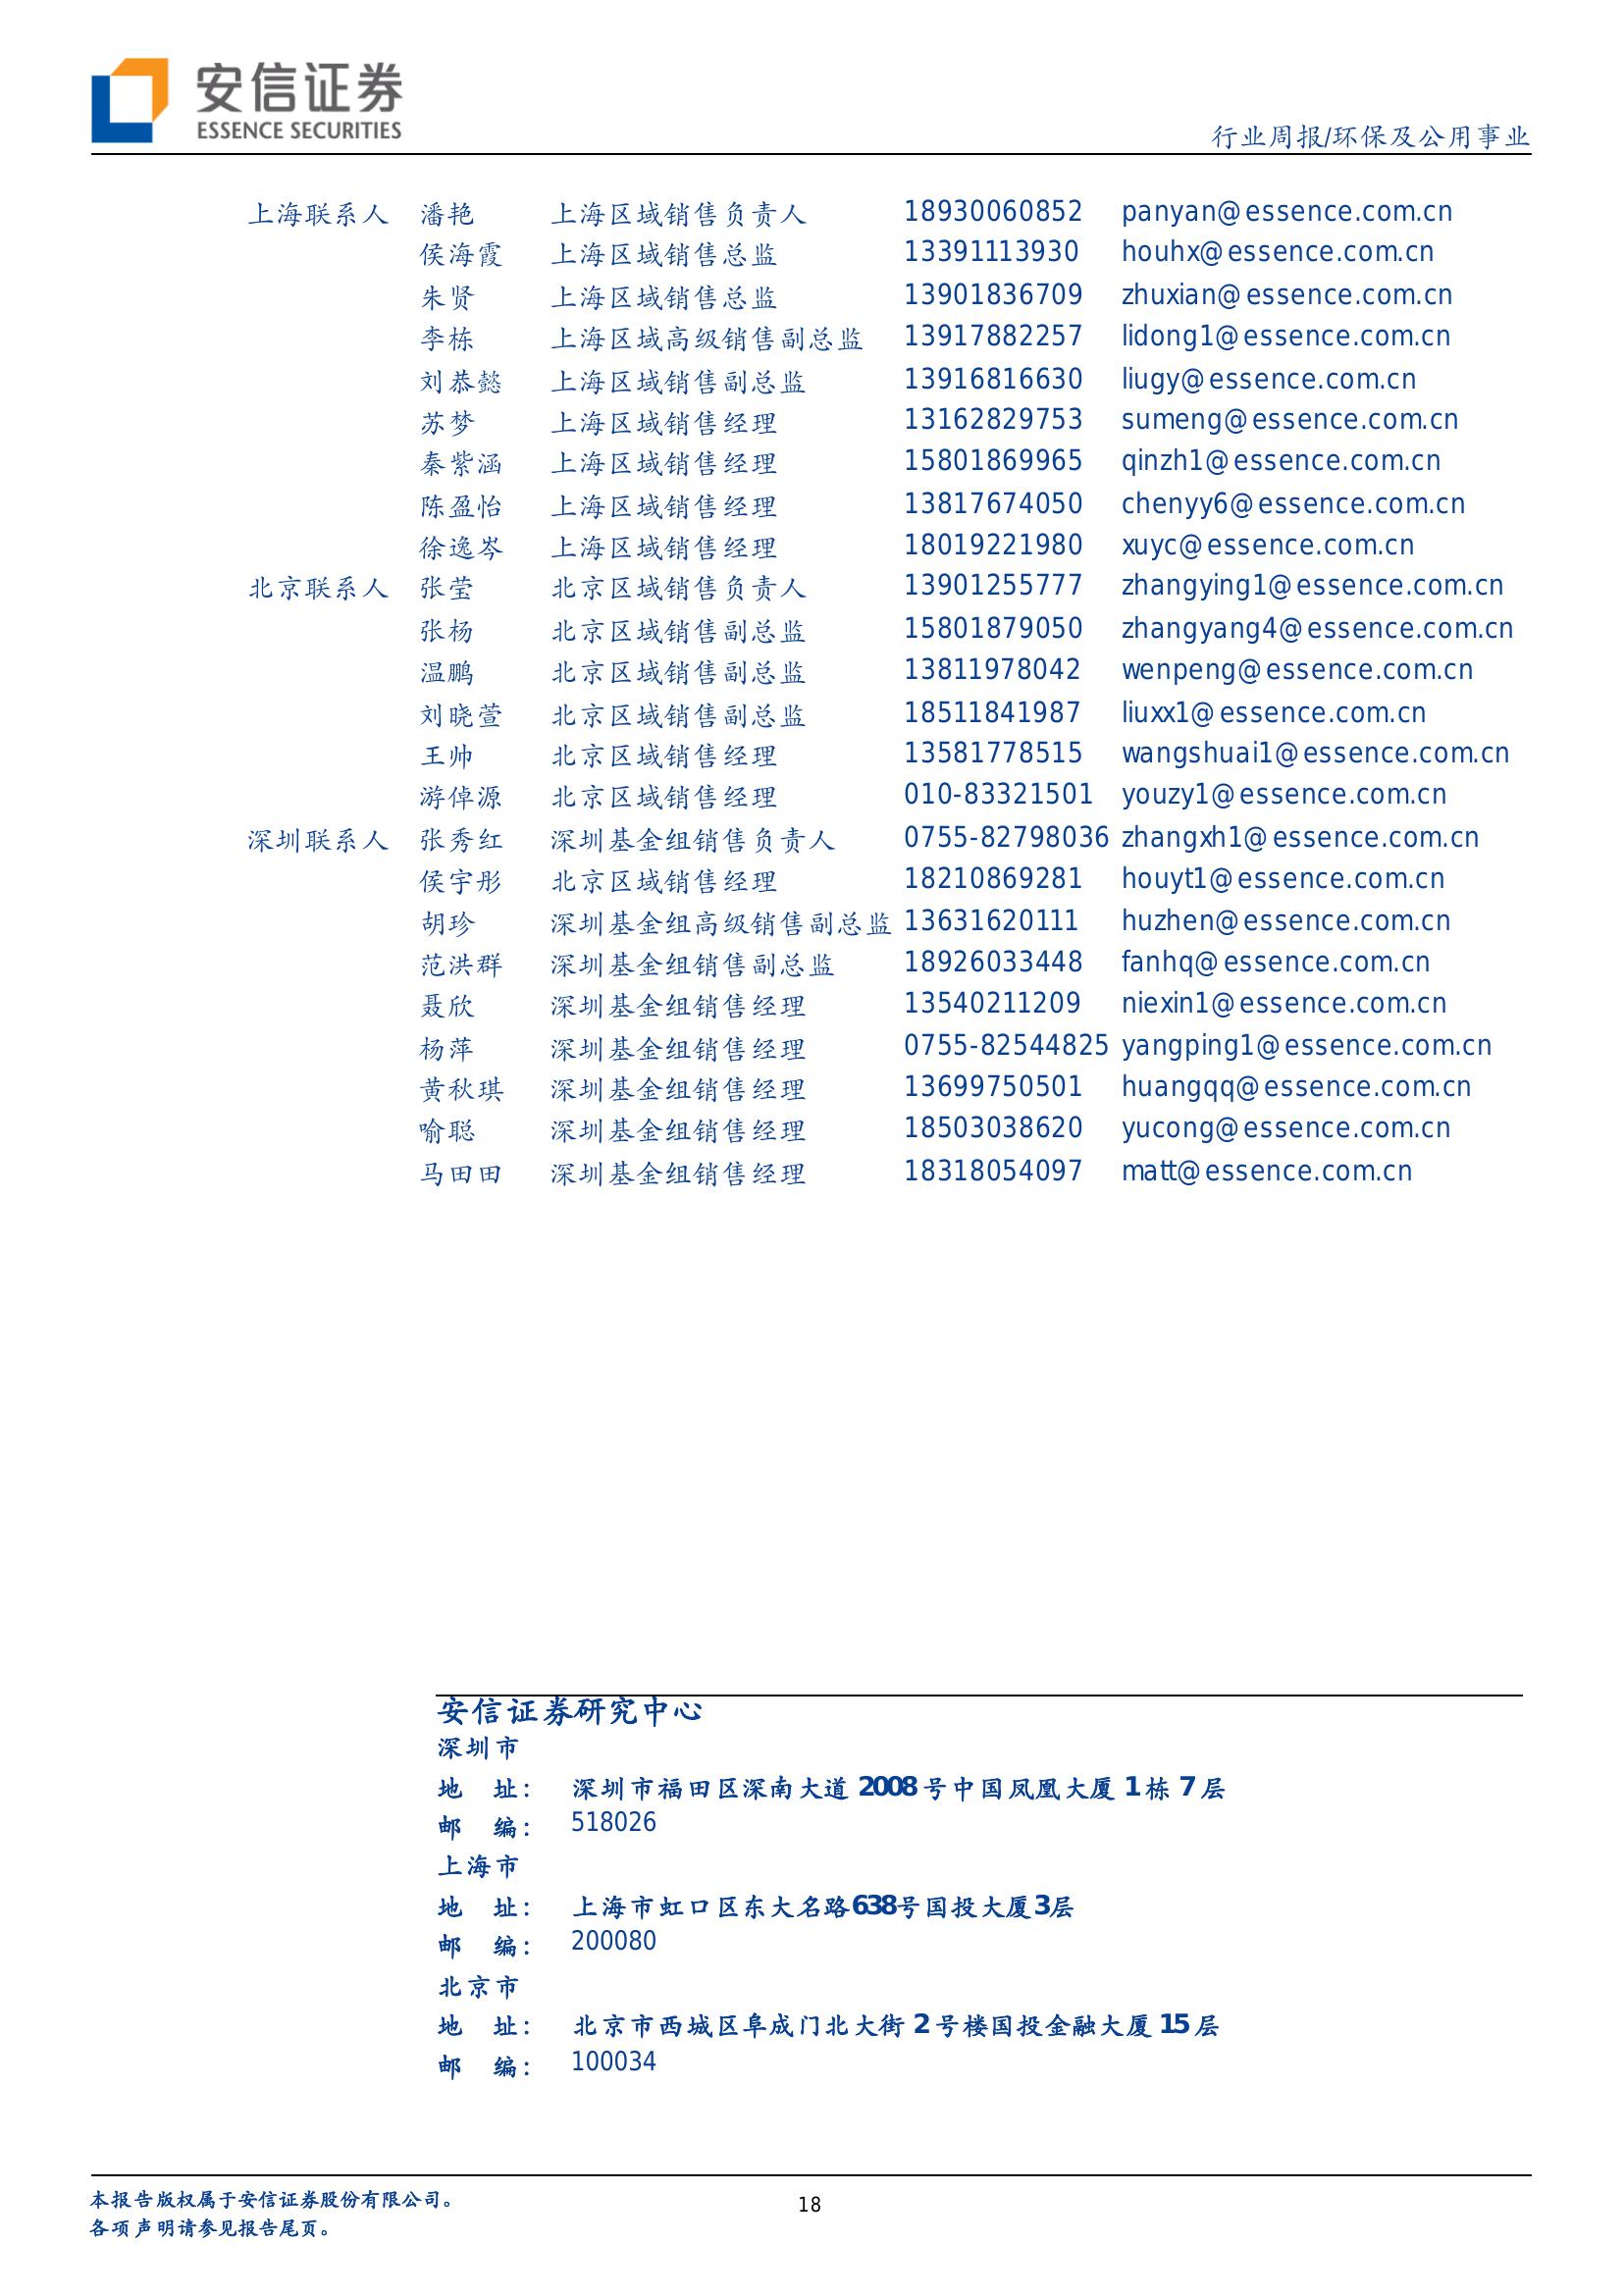 安信证券
ESSENCE SECURITIES
行业周报/环保及公用事业
上海联系人 潘艳 上海区域销售负责人 18930060852 panyan@essence.com.cn
侯海霞 上海区域销售总监 13391113930 houhx@essence.com.cn
朱贤 上海区域销售总监 13901836709 zhuxian@essence.com.cn
李栋 上海区域高级销售副总监 13917882257 lidong1@essence.com.cn
刘恭懿 上海区域销售副总监 13916816630 liugy@essence.com.cn
苏梦 上海区域销售经理 13162829753 sumeng@essence.com.cn
秦紫涵 上海区域销售经理 15801869965 qinzh1@essence.com.cn
陈盈怡 上海区域销售经理 13817674050 chenyy6@essence.com.cn
徐逸岑 上海区域销售经理 18019221980 xuyc@essence.com.cn
北京联系人 张莹 北京区域销售负责人 13901255777 zhangying1@essence.com.cn
张杨 北京区域销售副总监 15801879050 zhangyang4@essence.com.cn
温鹏 北京区域销售副总监 13811978042 wenpeng@essence.com.cn
刘晓萱 北京区域销售副总监 18511841987 liuxx1@essence.com.cn
王帅 北京区域销售经理 13581778515 wangshuai1@essence.com.cn
游倬源 北京区域销售经理 010-83321501 youzy1@essence.com.cn
深圳联系人 张秀红 深圳基金组销售负责人 0755-82798036 zhangxh1@essence.com.cn
侯宇彤 北京区域销售经理 18210869281 houyt1@essence.com.cn
胡珍 深圳基金组高级销售副总监 13631620111 huzhen@essence.com.cn
范洪群 深圳基金组销售副总监 18926033448 fanhq@essence.com.cn
聂欣 深圳基金组销售经理 13540211209 niexin1@essence.com.cn
杨萍 深圳基金组销售经理 0755-82544825 yangping1@essence.com.cn
黄秋琪 深圳基金组销售经理 13699750501 huangqq@essence.com.cn
喻聪 深圳基金组销售经理 18503038620 yucong@essence.com.cn
马田田 深圳基金组销售经理 18318054097 matt@essence.com.cn
安信证券研究中心
深圳市
地 址： 深圳市福田区深南大道 2008 号中国凤凰大厦 1 栋 7 层
邮 编： 518026
上海市
地 址： 上海市虹口区东大名路638号国投大厦3层
邮 编： 200080
北京市
地 址： 北京市西城区阜成门北大街 2 号楼国投金融大厦 15 层
邮 编： 100034
本报告版权属于安信证券股份有限公司。
各项声明请参见报告尾页。
18